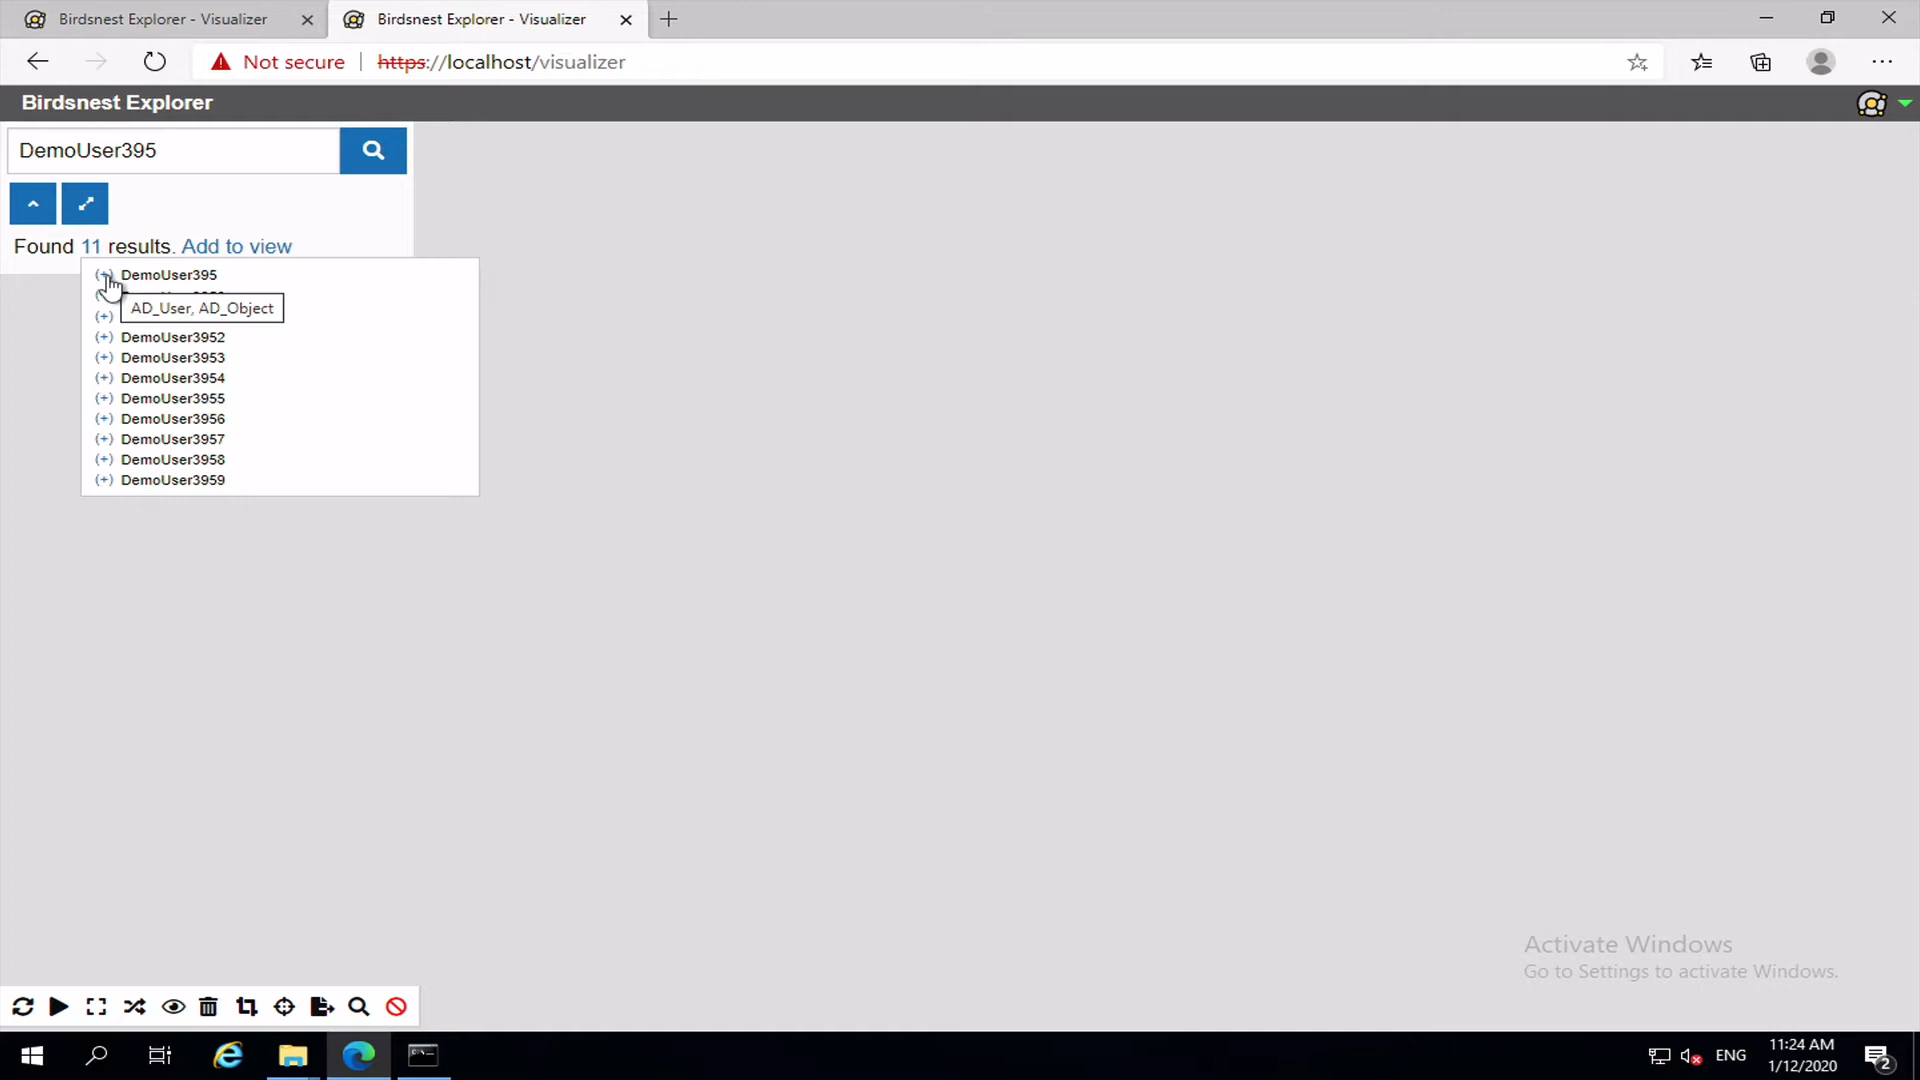 Birdsnest Explorer - Visualizer
Birdsnest Explorer - Visualizer
Not secure https://localhost/visualizer
Birdsnest Explorer
DemoUser395
Found 11 results. Add to view
(+) DemoUser395
AD_User, AD_Object
(+)
(+) DemoUser3952
(+) DemoUser3953
(+) DemoUser3954
(+) DemoUser3955
(+) DemoUser3956
(+) DemoUser3957
(+) DemoUser3958
(+) DemoUser3959
Activate Windows
Go to Settings to activate Windows.
ENG
11:24 AM
1/12/2020
2